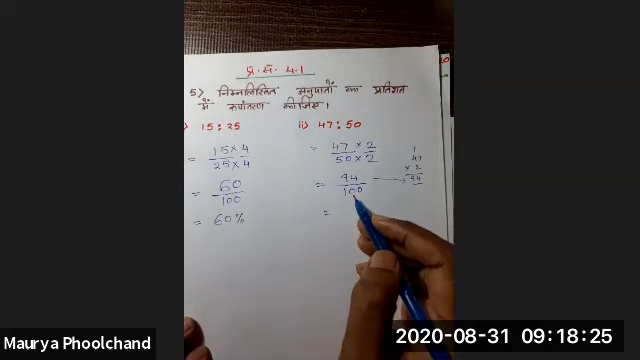 प्र. सं. 4.1
5> निम्नलिखित अनुपातों का प्रतिशत
में रूपांतरण कीजिए।
) 15 : 25
= 15 × 4 / 25 × 4
= 60 / 100
= 60%
ii) 47 : 50
= 47 × 2 / 50 × 2
= 94 / 100
=
1
47
× 2
94
Maurya Phoolchand
2020-08-31 09:18:25